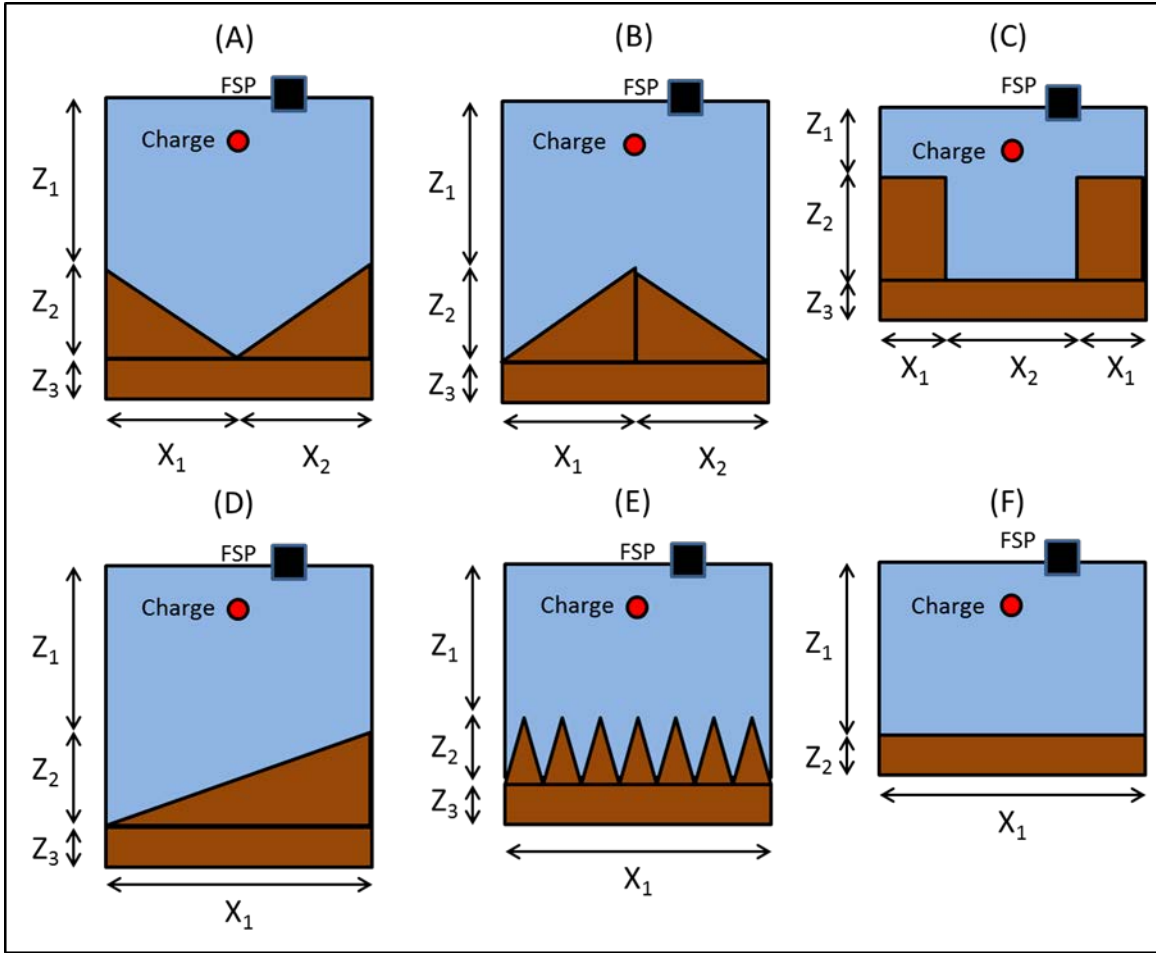 (A)
FSP
Charge
Z1
Z2
Z3
X1 X2
(B)
FSP
Charge
Z1
Z2
Z3
X1 X2
(C)
FSP
Charge
Z1
Z2
Z3
X1 X2 X1
(D)
FSP
Charge
Z1
Z2
Z3
X1
(E)
FSP
Charge
Z1
Z2
Z3
X1
(F)
FSP
Charge
Z1
Z2
X1